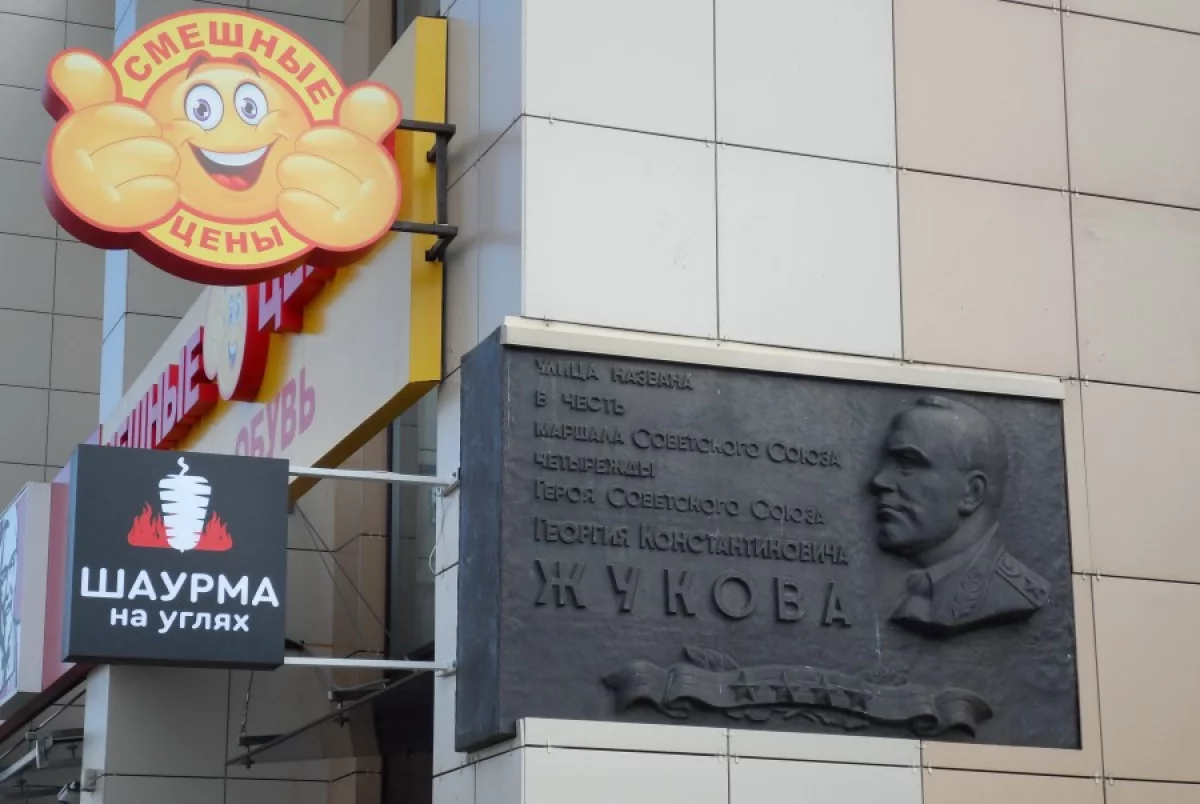 СМЕШНЫЕ
ЦЕНЫ
СМЕШНЫЕ
ОБУВЬ
ШАУРМА
на углях
УЛИЦА НАЗВАНА
В ЧЕСТЬ
МАРШАЛА СОВЕТСКОГО СОЮЗА
ЧЕТЫРЕЖДЫ
ГЕРОЯ СОВЕТСКОГО СОЮЗА
ГЕОРГИЯ КОНСТАНТИНОВИЧА
ЖУКОВА